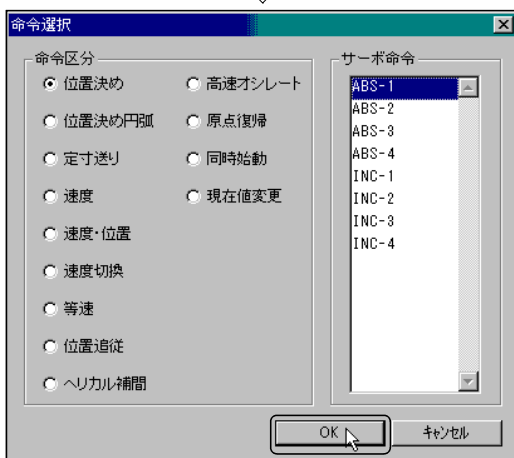 命令選択
命令区分
位置決め
位置決め円弧
定寸送り
速度
速度・位置
速度切換
等速
位置追従
ヘリカル補間
高速オシレート
原点復帰
同時始動
現在値変更
サーボ命令
ABS-1
ABS-2
ABS-3
ABS-4
INC-1
INC-2
INC-3
INC-4
OK
キャンセル